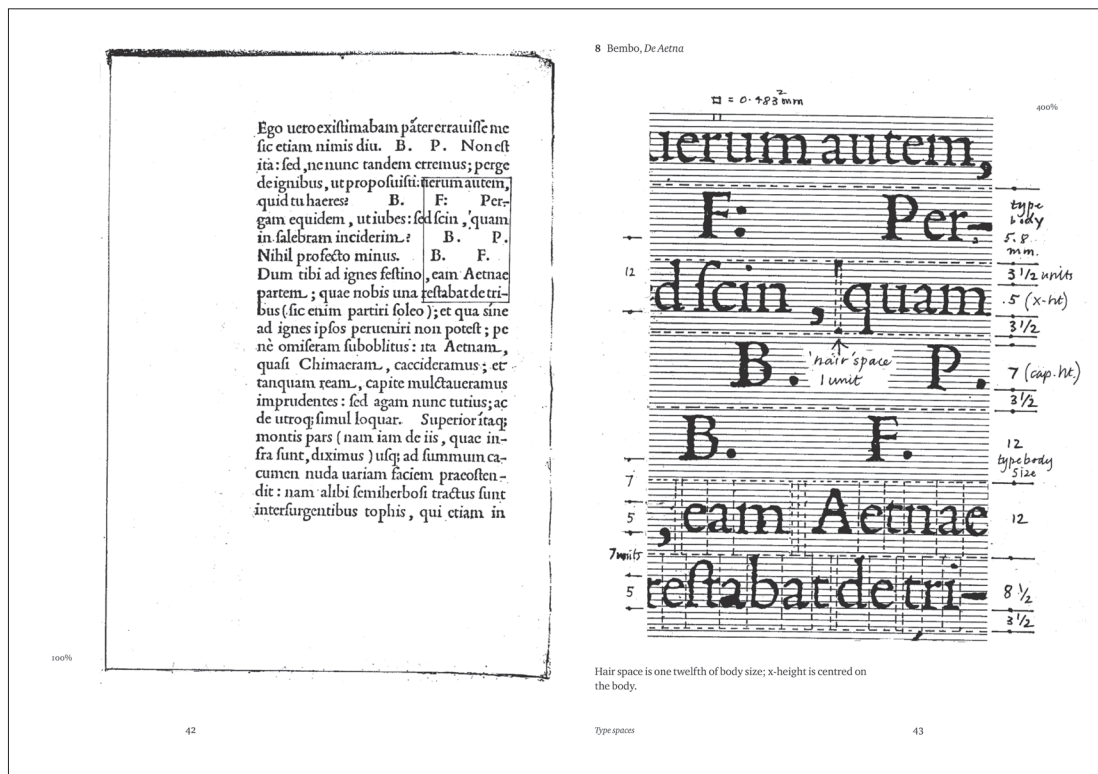 Ego uero exiſtimabam páter errauiſſe me
ſic etiam nimis diu. B. P. Non eſt
ita: ſed, ne nunc tandem erremus; perge
de ignibus, ut propoſuiſti: uerum autem,
quid tu haeres? B. F: Per-
gam equidem, ut iubes: ſed ſcin, quam
in ſalebram inciderim? B. P.
Nihil profecto minus. B. F.
Dum tibi ad ignes feſtino, eam Aetnae
partem; quae nobis una reſtabat de tri-
bus (ſic enim partiri ſoleo); et qua sine
ad ignes ipſos perueniri non poteſt; pe
nè omiſeram ſuboblitus: ita Aetnam,
quaſi Chimaeram, caccideramus; et
tanquam ream, capite mulctaueramus
imprudentes: ſed agam nunc tutius; ac
de utroq; ſimul loquar. Superior ítaq;
montis pars (nam iam de iis, quae in-
fra ſunt, diximus) uſq; ad ſummum ca-
cumen nuda uariam faciem praeoſten-
dit: nam alibi ſemiherboſi tractus ſunt
interſurgentibus tophis, qui etiam in
100%
42
8 Bembo, De Aetna
= 0.483 mm²
400%
uerum autem,
F: Per-
type body 5.8 mm.
12
3 1/2 units
d ſcin, quam
.5 (x-ht)
3 1/2
'hair' space
1 unit
B. P.
7 (cap. ht.)
3 1/2
B. F.
12
type body size
7
5
, eam Aetnae
12
7 units
5
reſtabat de tri-
8 1/2
3 1/2
Hair space is one twelfth of body size; x-height is centred on
the body.
Type spaces
43